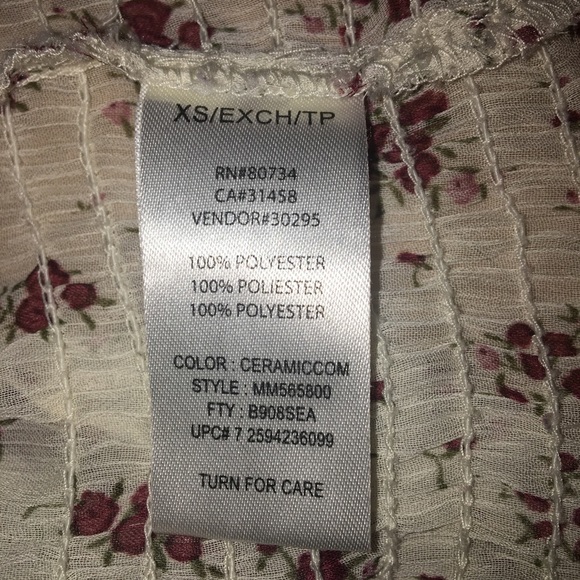 XS/EXCH/TP
RN#80734
CA#31458
VENDOR#30295
100% POLYESTER
100% POLIESTER
100% POLYESTER
COLOR : CERAMICCOM
STYLE : MM565800
FTY : B908SEA
UPC# 7 2594236099
TURN FOR CARE